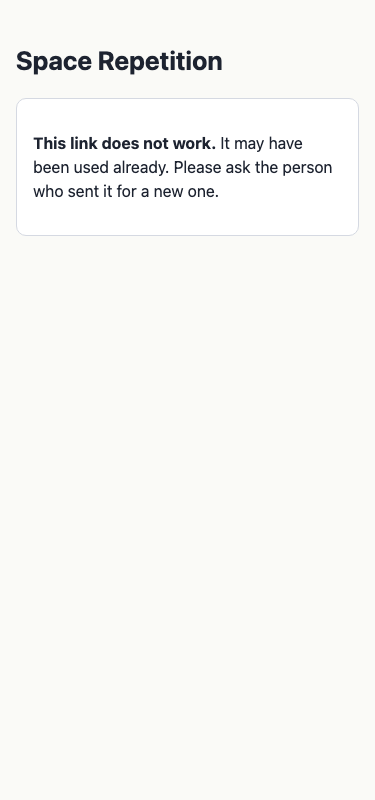 Space Repetition
This link does not work. It may have
been used already. Please ask the person
who sent it for a new one.